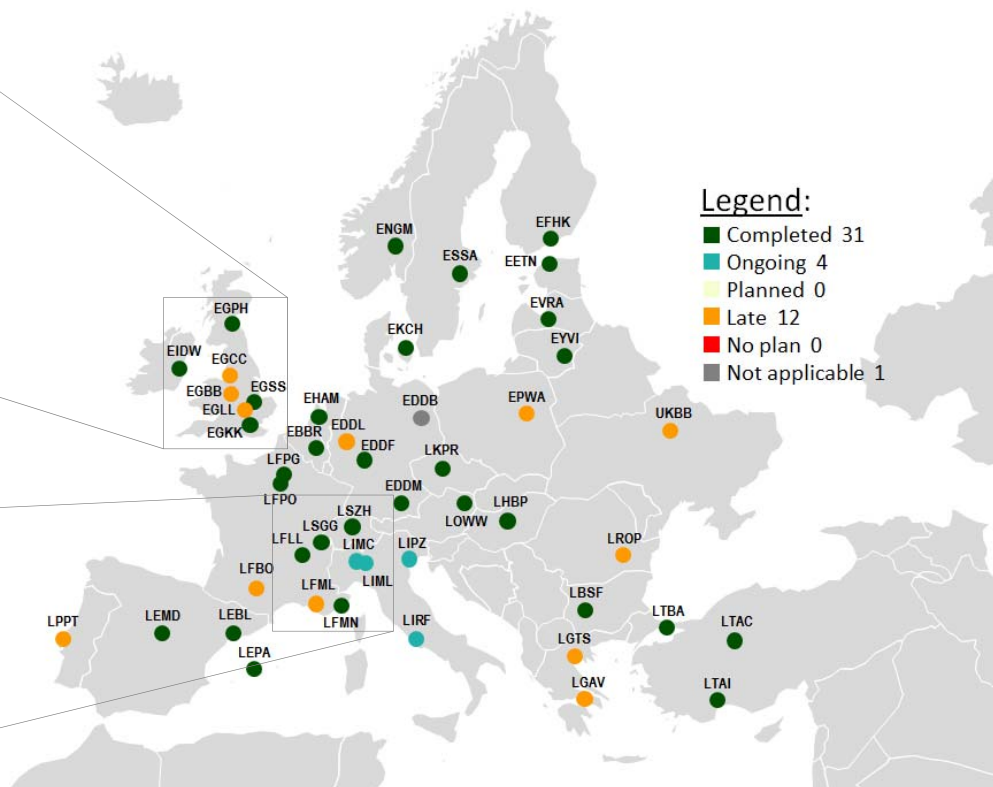 Legend:
Completed 31
Ongoing 4
Planned 0
Late 12
No plan 0
Not applicable 1
ENGM
EFHK
ESSA
EETN
EVRA
EGPH
EKCH
EYVI
EIDW
EGCC
EGSS
EGBB
EGLL
EGKK
EHAM
EDDB
EPWA
UKBB
EBBR
EDDL
EDDF
LKPR
LFPG
LFPO
EDDM
LSZH
LOWW
LHBP
LSGG
LFLL
LIMC
LIPZ
LROP
LFBO
LIML
LFML
LFMN
LBSF
LPPT
LEMD
LEBL
LIRF
LTBA
LTAC
LEPA
LGTS
LGAV
LTAI